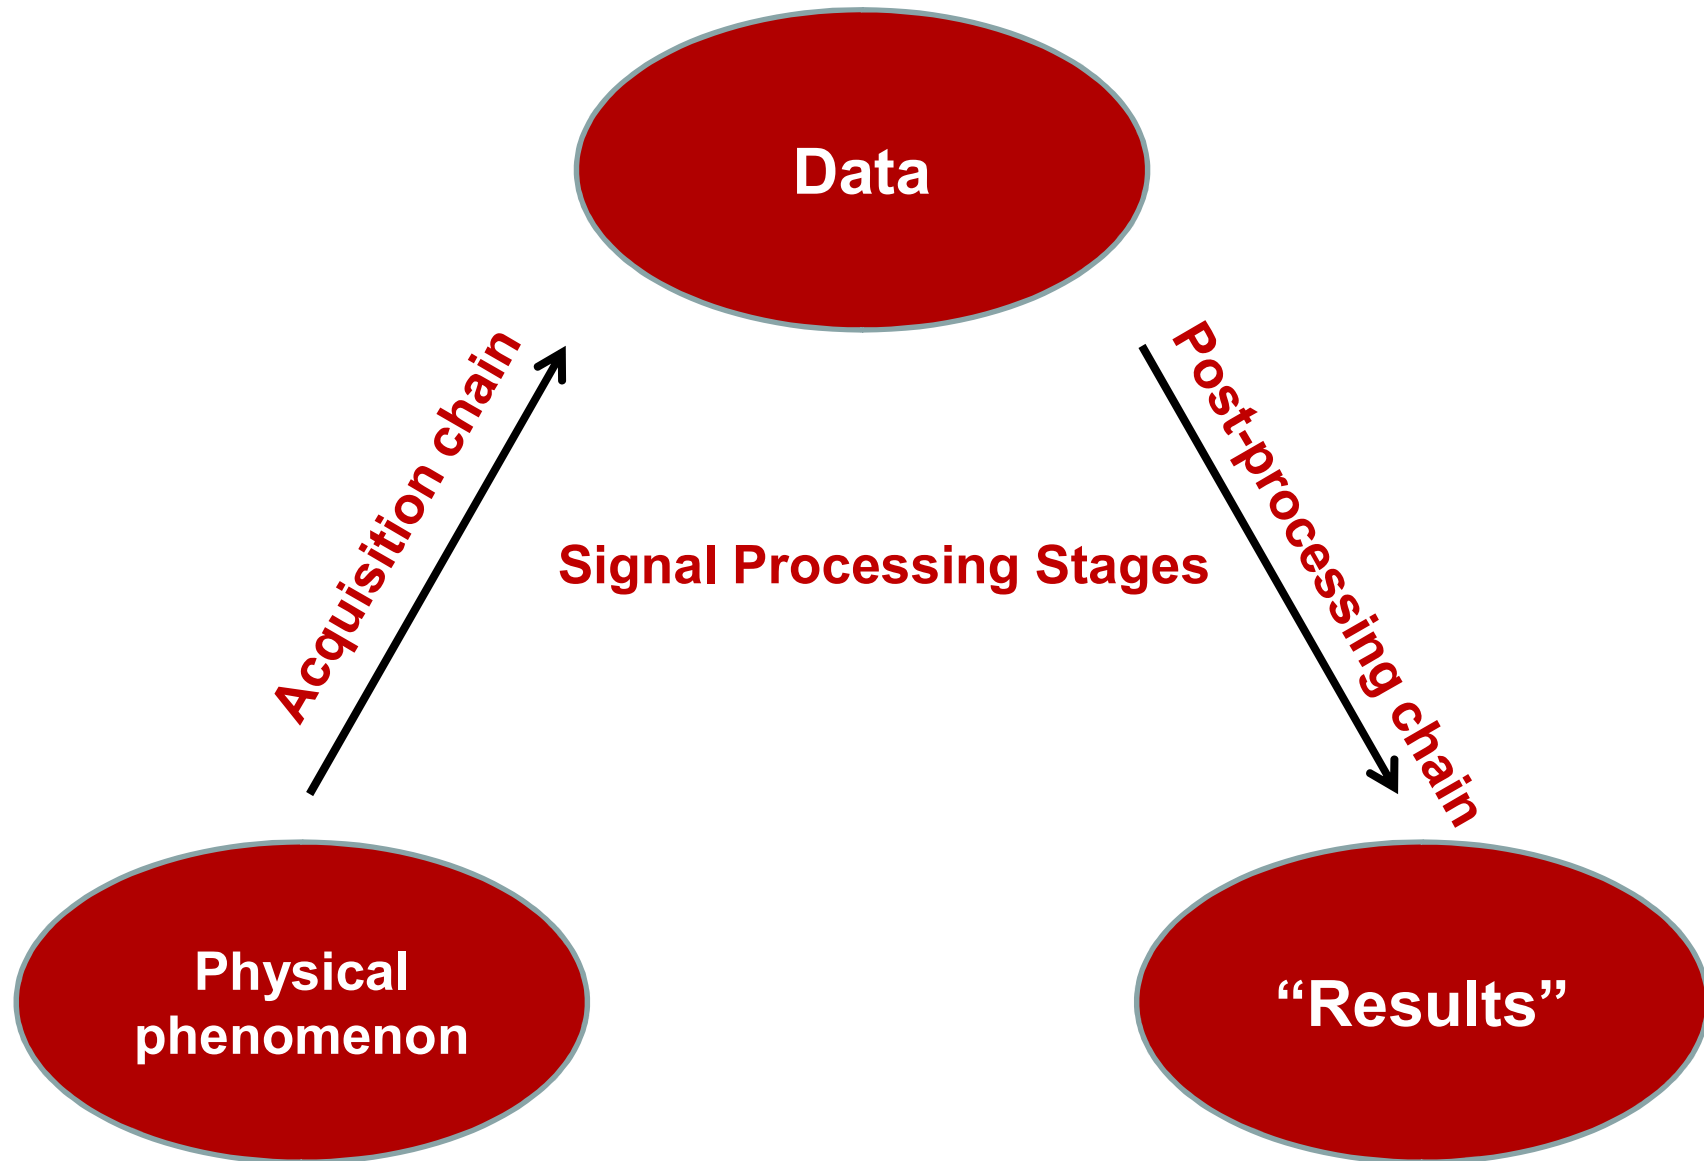 Data
Acquisition chain
Post-processing chain
Signal Processing Stages
Physical
phenomenon
“Results”